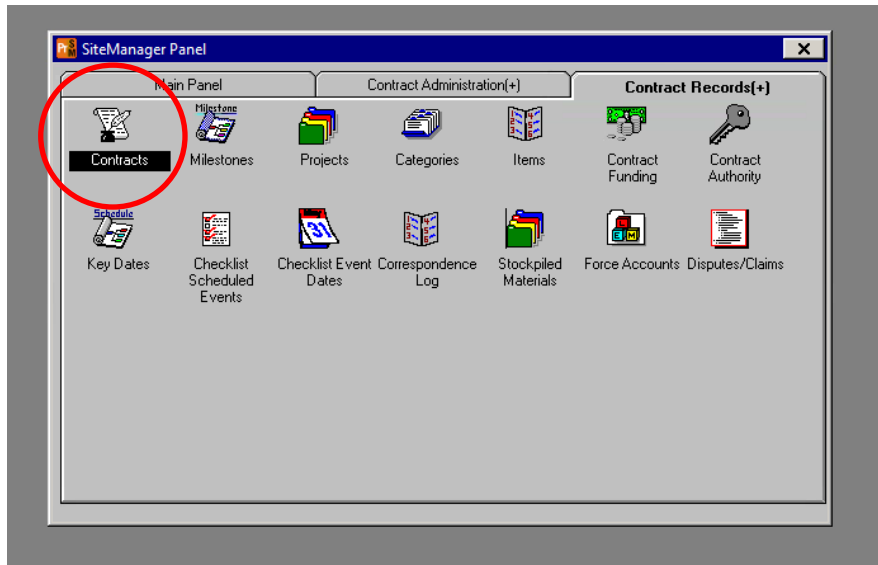 SiteManager Panel
Main Panel
Contract Administration(+)
Contract Records(+)
Milestone
Contracts
Milestones
Projects
Categories
Items
Contract
Funding
Contract
Authority
Schedule
31
Key Dates
Checklist
Scheduled
Events
Checklist Event
Dates
Correspondence
Log
Stockpiled
Materials
Force Accounts
Disputes/Claims